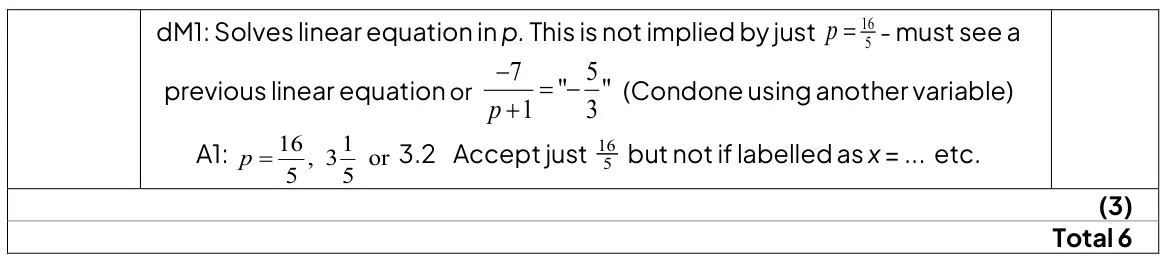 dM1: Solves linear equation in p. This is not implied by just p = 16/5 - must see a
previous linear equation or −7/(p+1) = "−5/3" (Condone using another variable)
A1: p = 16/5, 3 1/5 or 3.2 Accept just 16/5 but not if labelled as x = ... etc.
(3)
Total 6